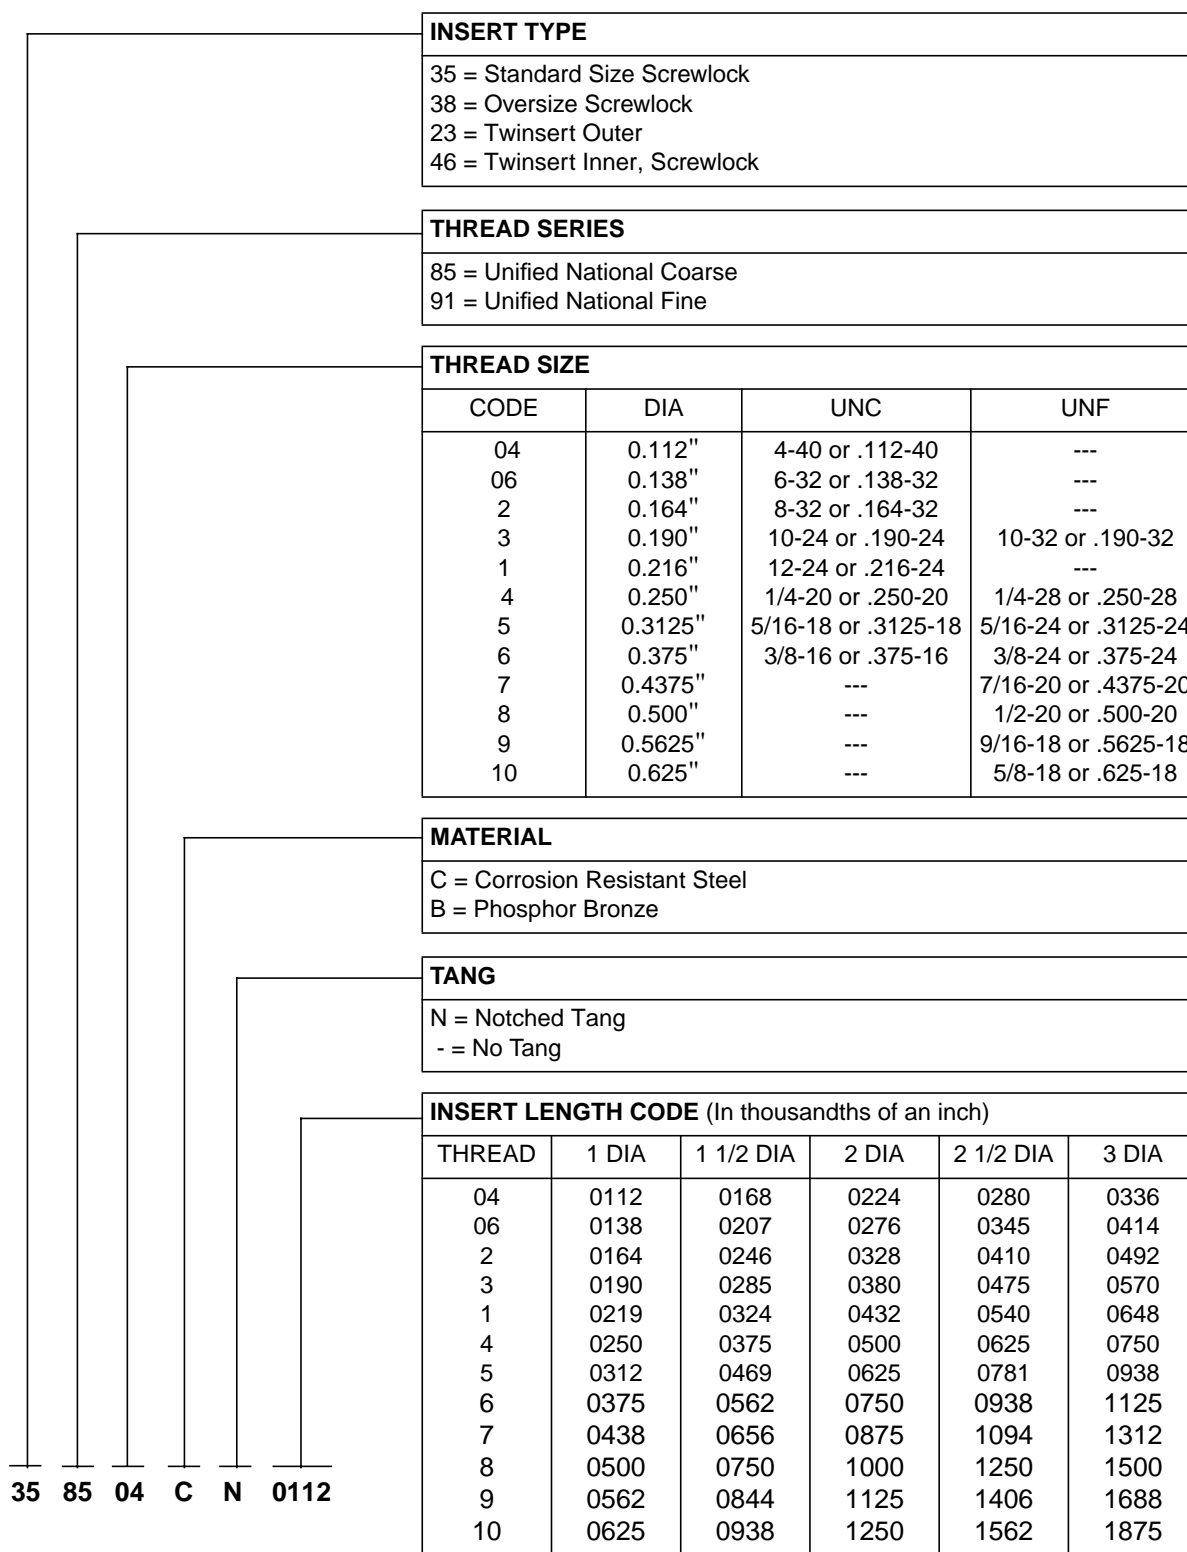 INSERT TYPE
35 = Standard Size Screwlock
38 = Oversize Screwlock
23 = Twinsert Outer
46 = Twinsert Inner, Screwlock
THREAD SERIES
85 = Unified National Coarse
91 = Unified National Fine
THREAD SIZE
CODE DIA UNC UNF
04 0.112" 4-40 or .112-40 ---
06 0.138" 6-32 or .138-32 ---
2 0.164" 8-32 or .164-32 ---
3 0.190" 10-24 or .190-24 10-32 or .190-32
1 0.216" 12-24 or .216-24 ---
4 0.250" 1/4-20 or .250-20 1/4-28 or .250-28
5 0.3125" 5/16-18 or .3125-18 5/16-24 or .3125-24
6 0.375" 3/8-16 or .375-16 3/8-24 or .375-24
7 0.4375" --- 7/16-20 or .4375-20
8 0.500" --- 1/2-20 or .500-20
9 0.5625" --- 9/16-18 or .5625-18
10 0.625" --- 5/8-18 or .625-18
MATERIAL
C = Corrosion Resistant Steel
B = Phosphor Bronze
TANG
N = Notched Tang
- = No Tang
INSERT LENGTH CODE (In thousandths of an inch)
THREAD 1 DIA 1 1/2 DIA 2 DIA 2 1/2 DIA 3 DIA
04 0112 0168 0224 0280 0336
06 0138 0207 0276 0345 0414
2 0164 0246 0328 0410 0492
3 0190 0285 0380 0475 0570
1 0219 0324 0432 0540 0648
4 0250 0375 0500 0625 0750
5 0312 0469 0625 0781 0938
6 0375 0562 0750 0938 1125
7 0438 0656 0875 1094 1312
8 0500 0750 1000 1250 1500
9 0562 0844 1125 1406 1688
10 0625 0938 1250 1562 1875
35 85 04 C N 0112